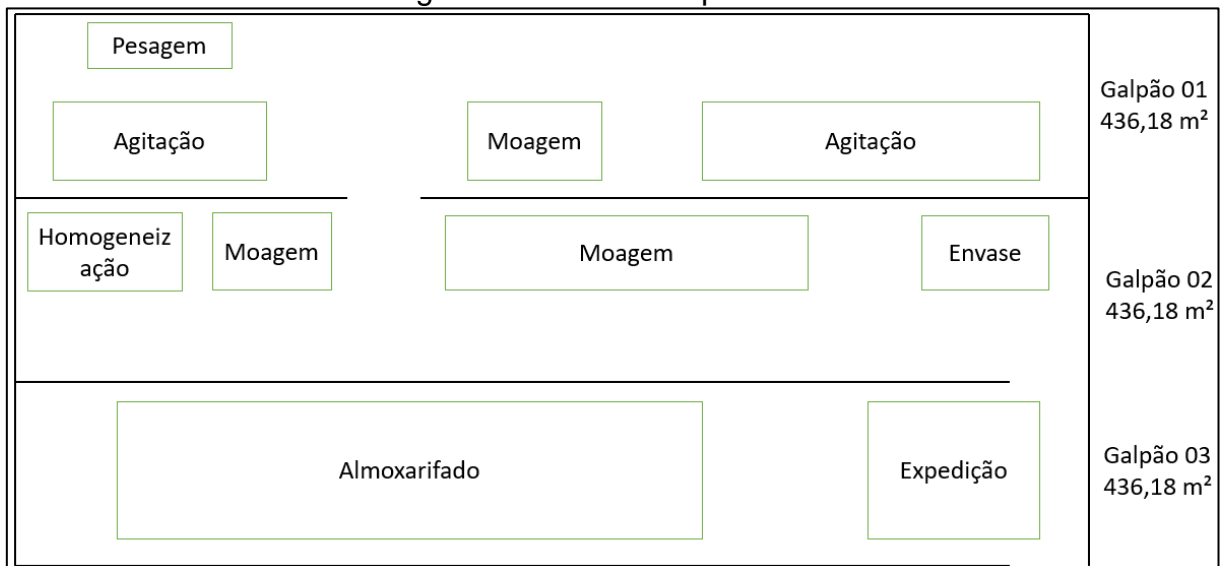 Pesagem
Agitação
Moagem
Agitação
Galpão 01
436,18 m²
Homogeneiz
ação
Moagem
Moagem
Envase
Galpão 02
436,18 m²
Almoxarifado
Expedição
Galpão 03
436,18 m²